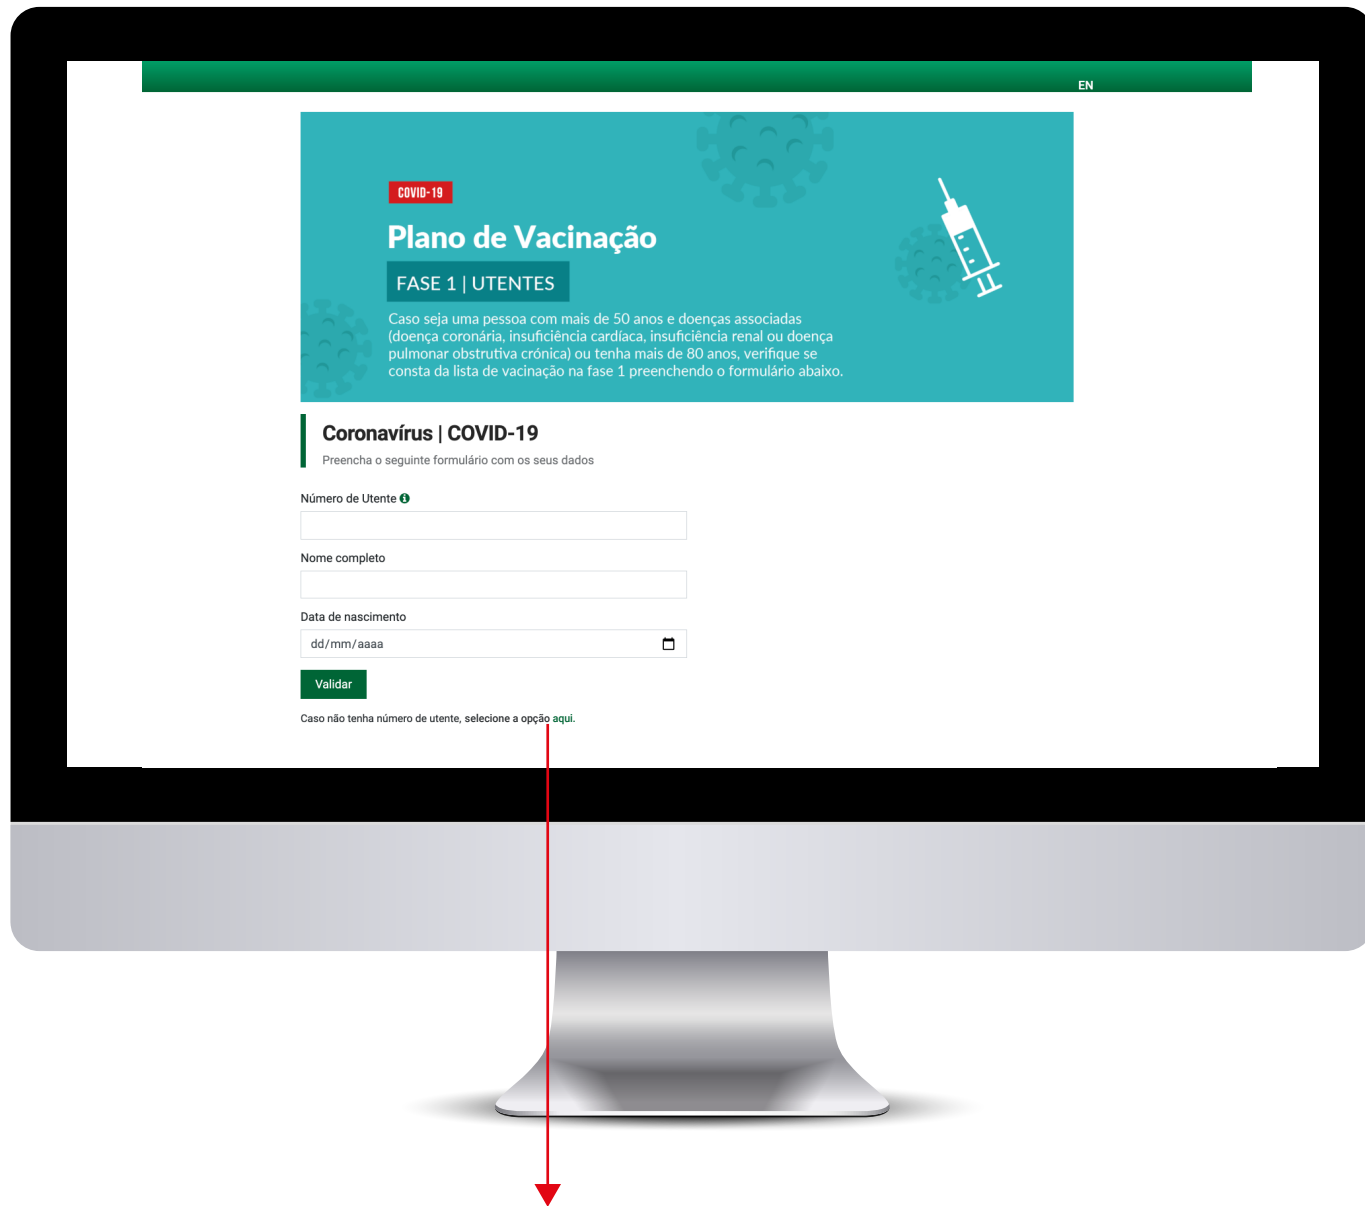 EN
COVID-19
Plano de Vacinação
FASE 1 | UTENTES
Caso seja uma pessoa com mais de 50 anos e doenças associadas
(doença coronária, insuficiência cardíaca, insuficiência renal ou doença
pulmonar obstrutiva crónica) ou tenha mais de 80 anos, verifique se
consta da lista de vacinação na fase 1 preenchendo o formulário abaixo.
Coronavírus | COVID-19
Preencha o seguinte formulário com os seus dados
Número de Utente
Nome completo
Data de nascimento
dd/mm/aaaa
Validar
Caso não tenha número de utente, selecione a opção aqui.